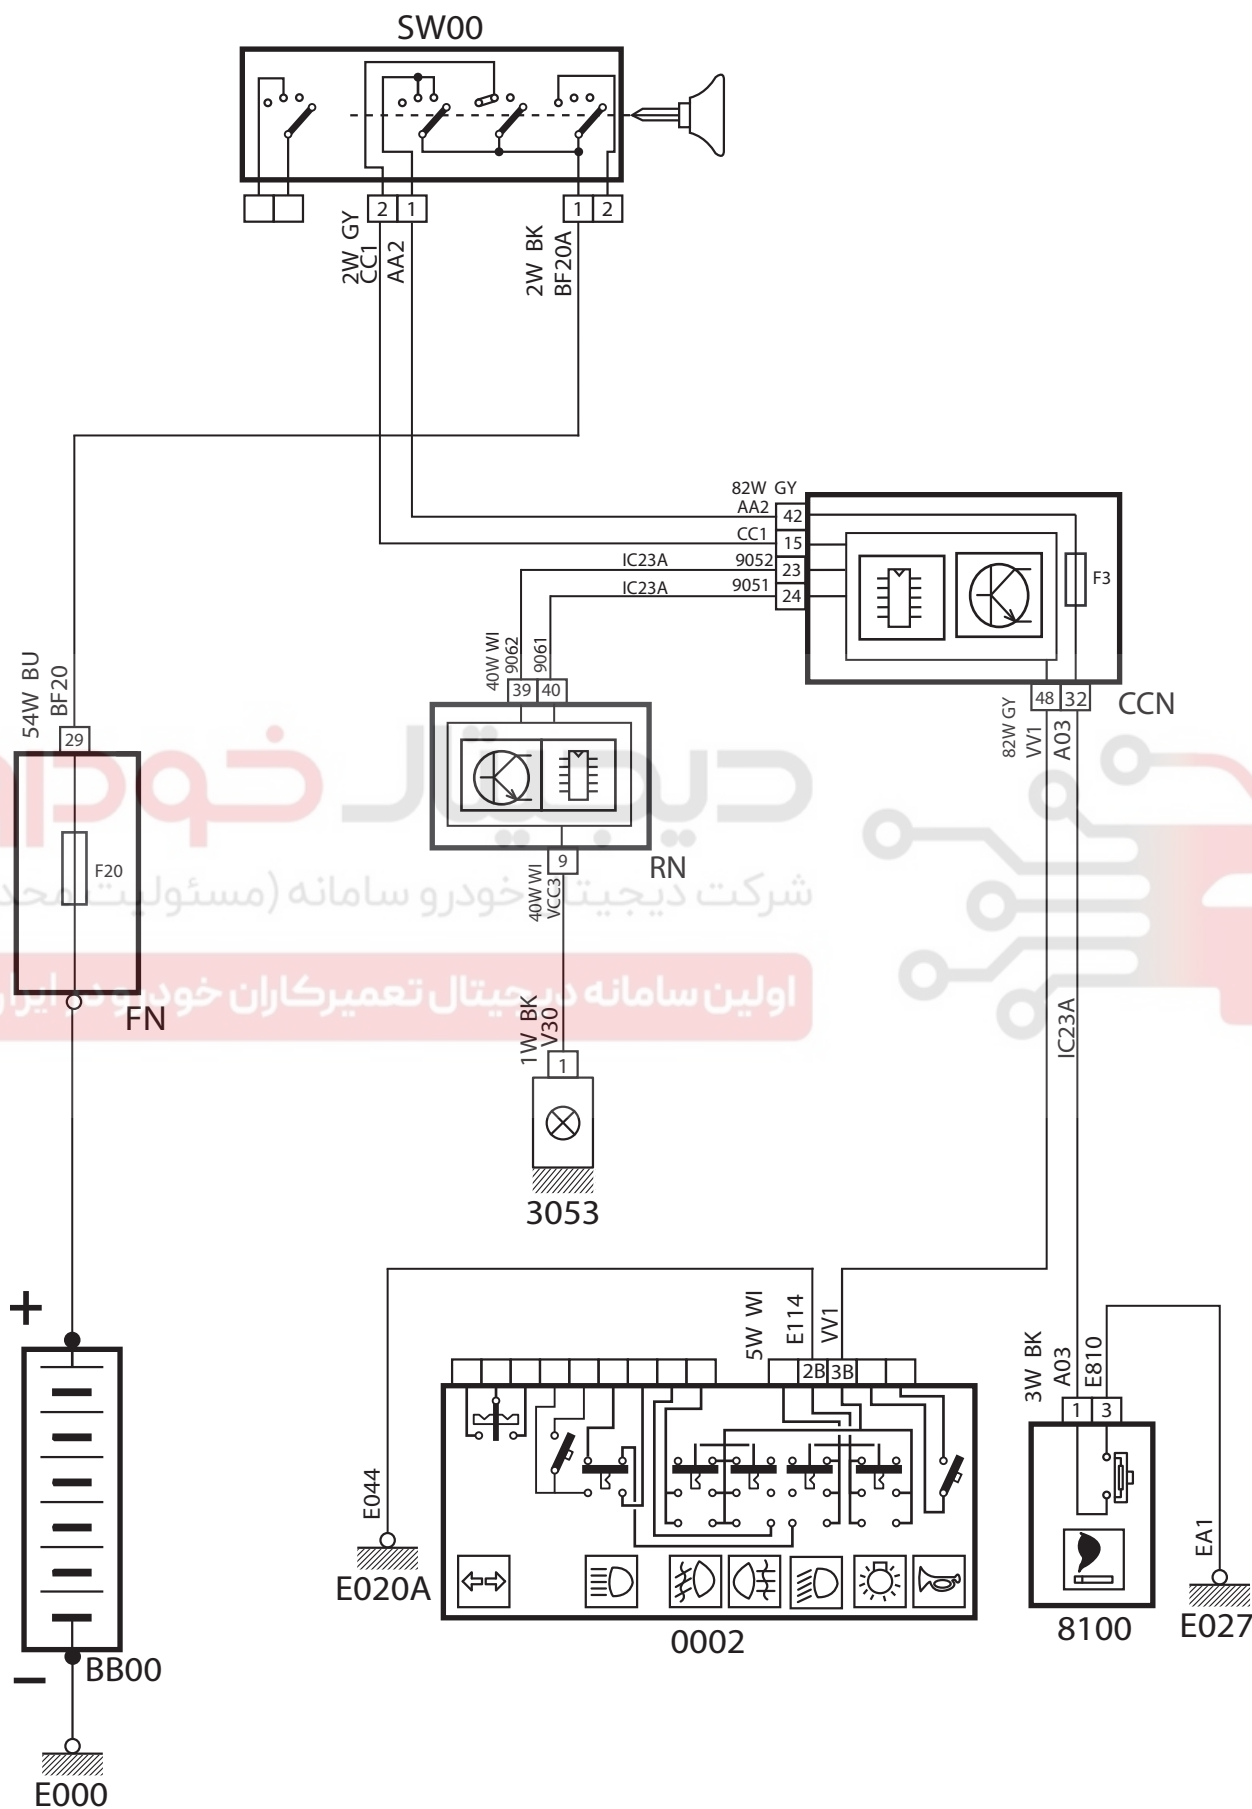 SW00
2 1 1 2
2W GY
CC1
AA2
2W BK
BF20A
82W GY
AA2
42
CC1
15
IC23A
9052
23
IC23A
9051
24
F3
40W WI
9062
9061
39 40
48 32
CCN
82W GY
VV1
A03
54W BU
BF20
29
F20
FN
دیجیتال خودرو
شرکت دیجیتال خودرو سامانه (مسئولیت محد
اولین سامانه دیجیتال تعمیرکاران خودرو در ایرا
RN
9
40W WI
VCC3
1W BK
V30
1
3053
IC23A
+
5W WI
E114
VV1
2B 3B
3W BK
A03
E810
1 3
E044
E020A
0002
8100
EA1
E027
BB00
−
E000